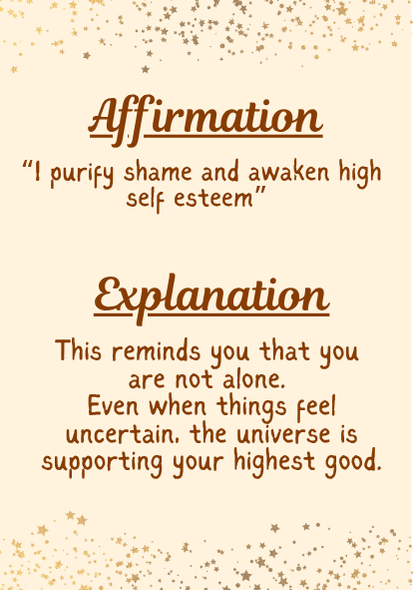 Affirmation
“I purify shame and awaken high
self esteem”
Explanation
This reminds you that you
are not alone.
Even when things feel
uncertain, the universe is
supporting your highest good.